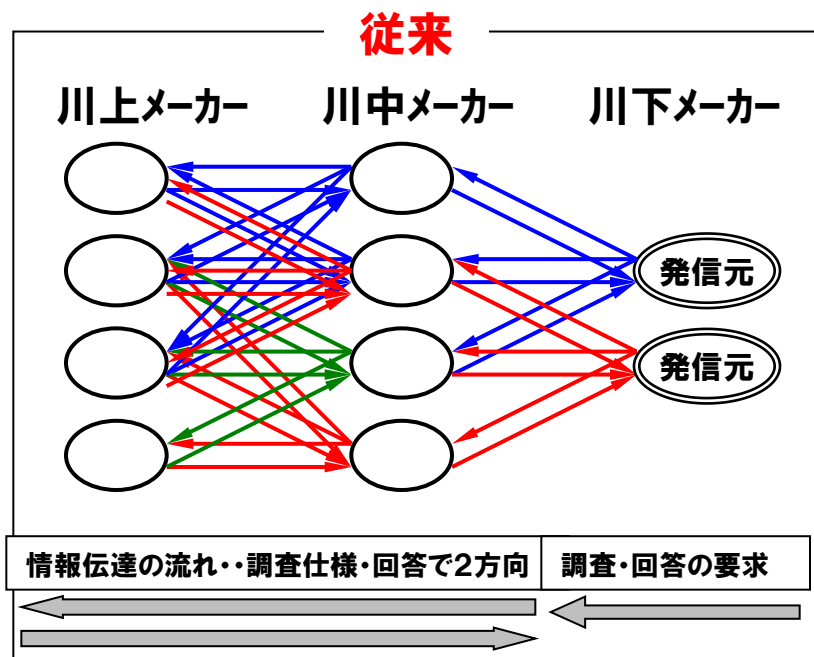 従来
川上メーカー 川中メーカー 川下メーカー
発信元
発信元
情報伝達の流れ・・調査仕様・回答で2方向 調査・回答の要求